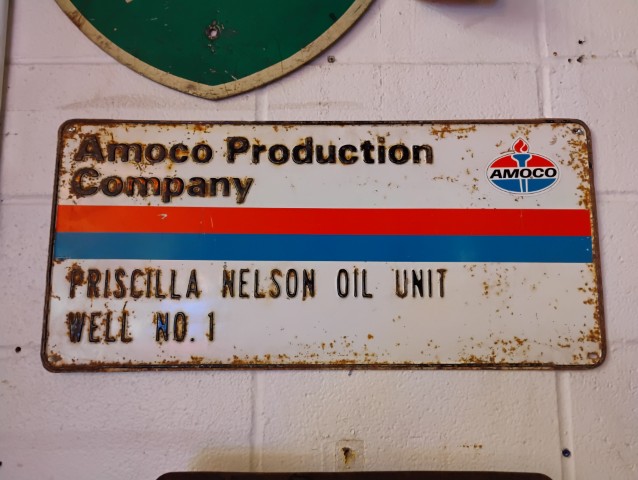 Amoco Production
Company
AMOCO
PRISCILLA NELSON OIL UNIT
WELL NO. 1